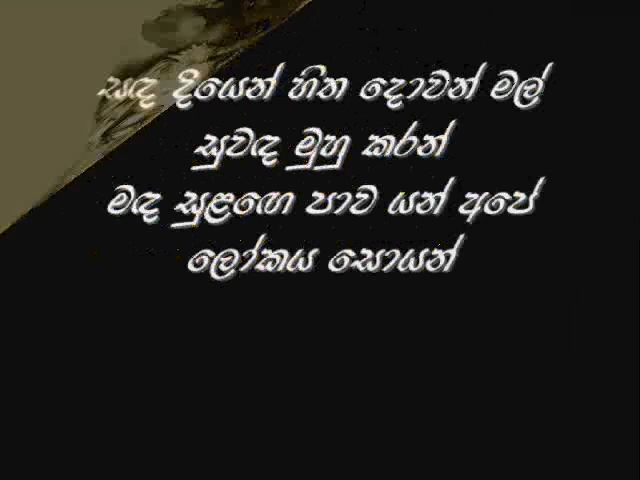 සඳ දියෙන් හිත දොවන් මල්
සුවඳ මුහු කරන්
මඳ සුළඟෙ පාව යන් අපේ
ලෝකය සොයන්